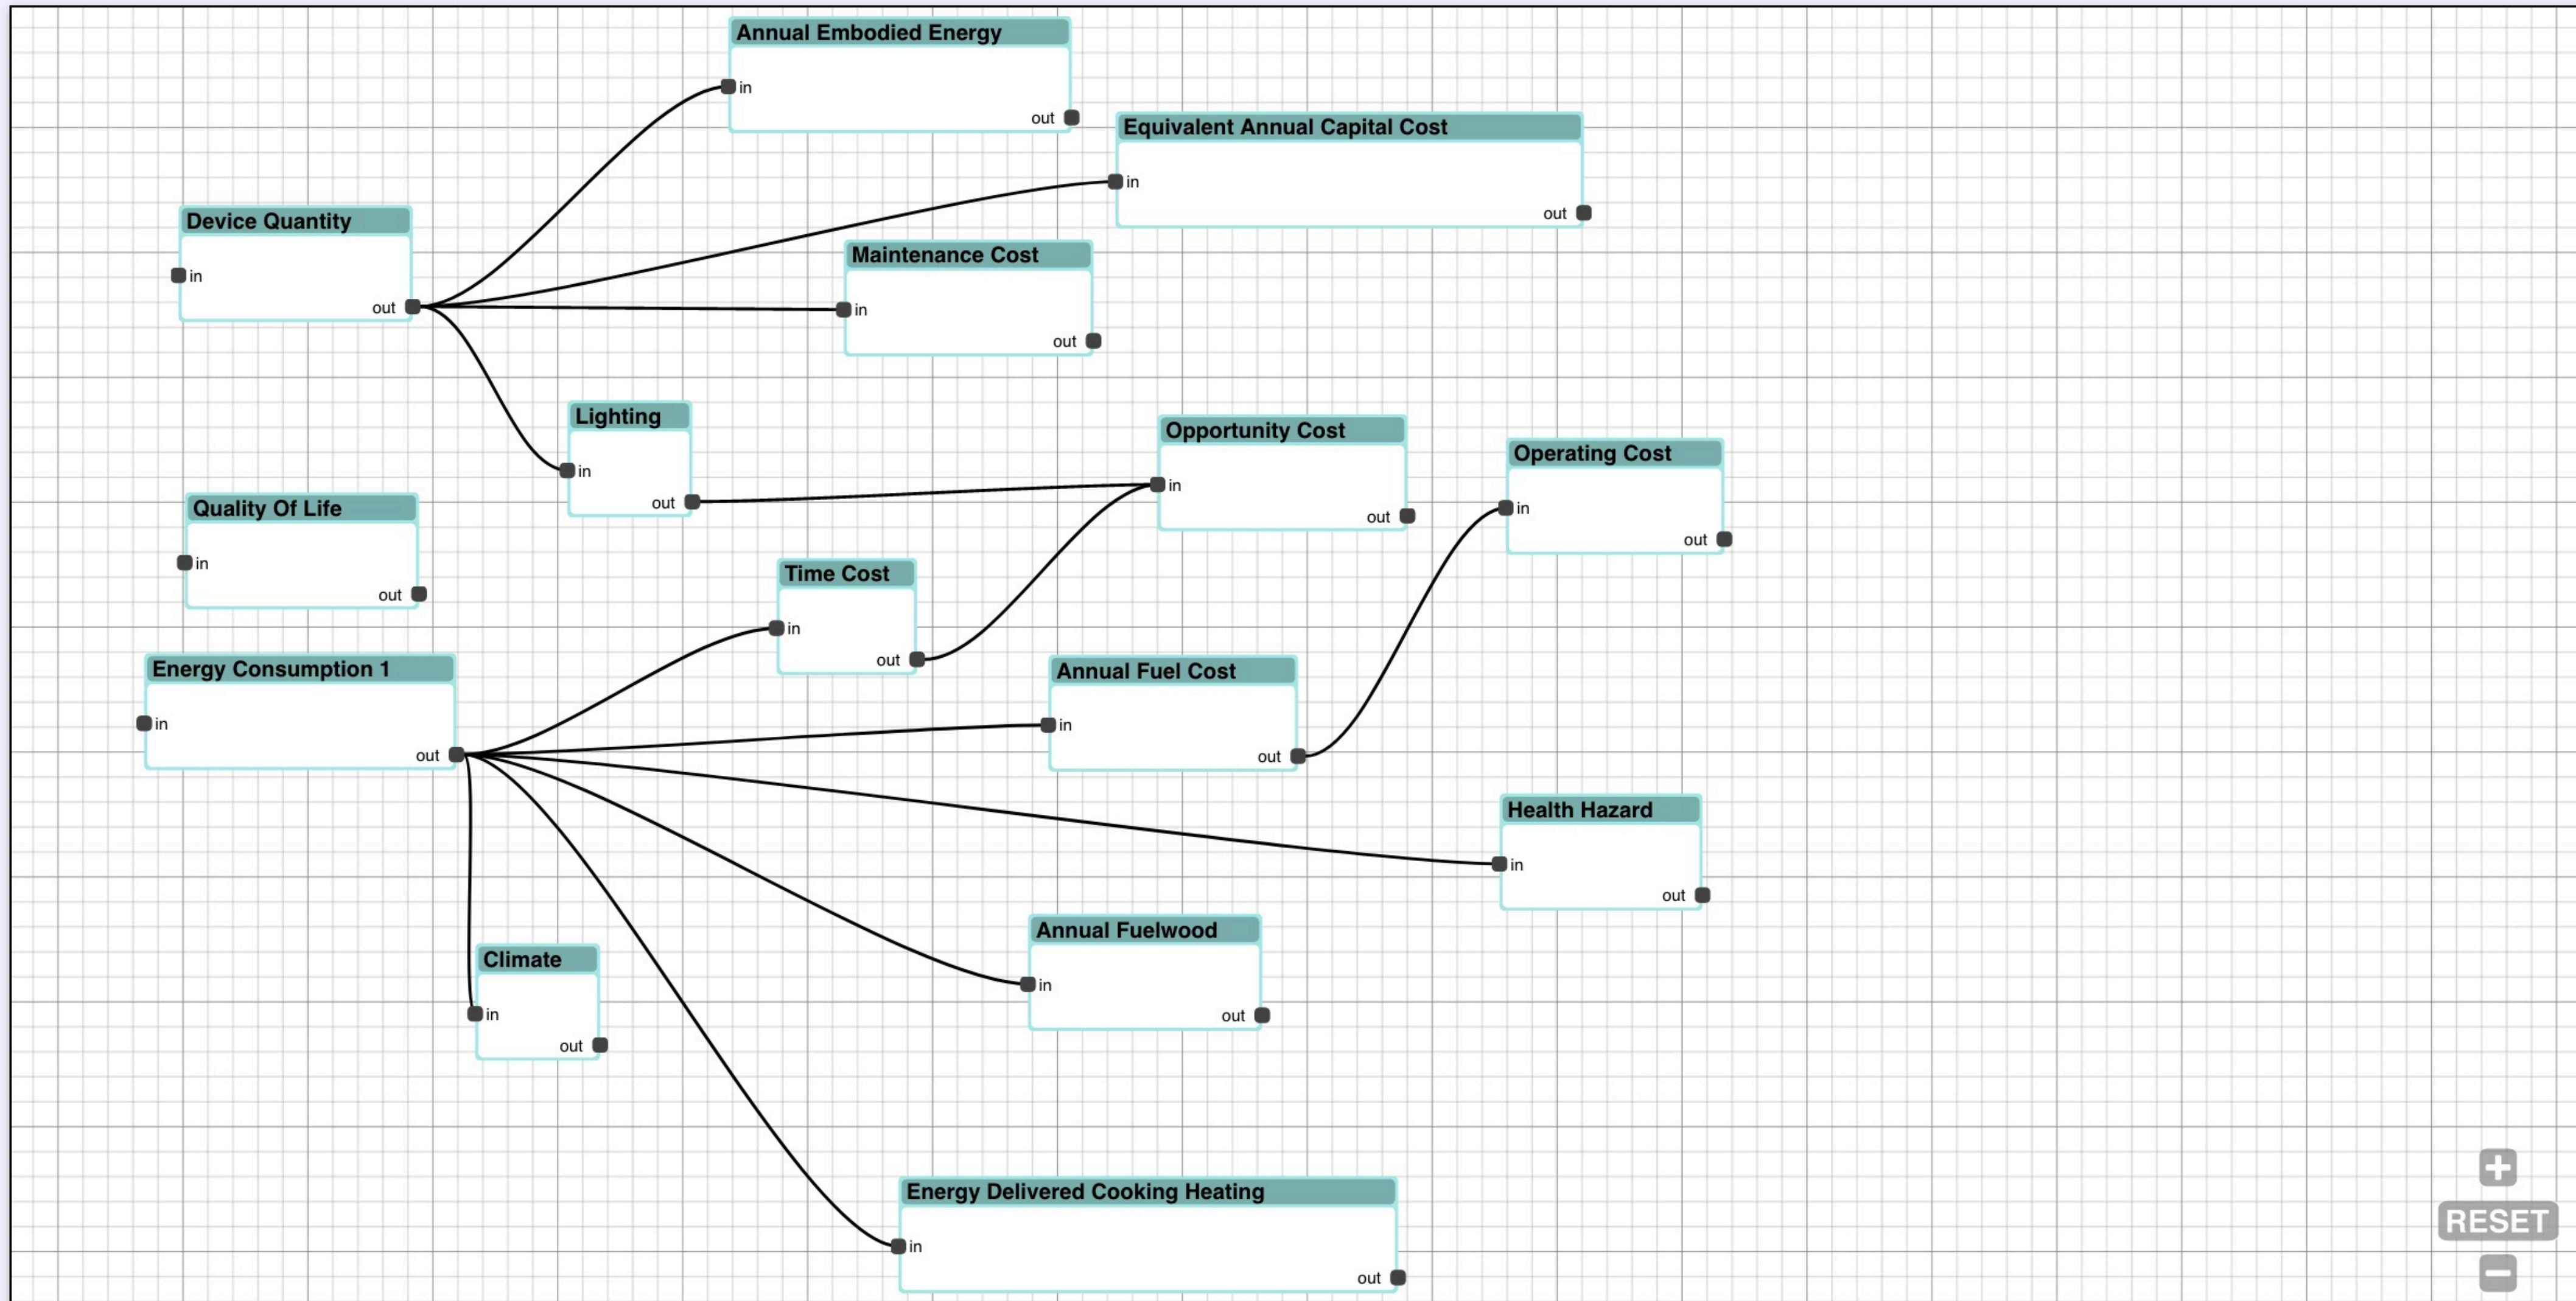 Annual Embodied Energy
in
out
Equivalent Annual Capital Cost
in
out
Device Quantity
in
out
Maintenance Cost
in
out
Lighting
in
out
Opportunity Cost
in
out
Operating Cost
in
out
Quality Of Life
in
out
Time Cost
in
out
Energy Consumption 1
in
out
Annual Fuel Cost
in
out
Health Hazard
in
out
Annual Fuelwood
in
out
Climate
in
out
Energy Delivered Cooking Heating
in
out
+
RESET
−